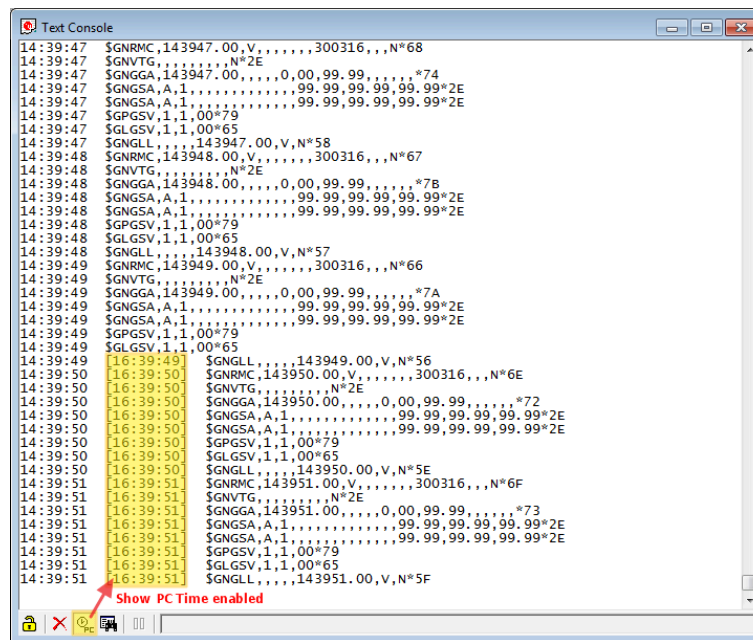 Text Console
14:39:47 $GNRMC,143947.00,V,,,,,,,300316,,,N*68
14:39:47 $GNVTG,,,,,,,,,N*2E
14:39:47 $GNGGA,143947.00,,,,,0,00,99.99,,,,,,*74
14:39:47 $GNGSA,A,1,,,,,,,,,,,,,99.99,99.99,99.99*2E
14:39:47 $GNGSA,A,1,,,,,,,,,,,,,99.99,99.99,99.99*2E
14:39:47 $GPGSV,1,1,00*79
14:39:47 $GLGSV,1,1,00*65
14:39:47 $GNGLL,,,,,143947.00,V,N*58
14:39:48 $GNRMC,143948.00,V,,,,,,,300316,,,N*67
14:39:48 $GNVTG,,,,,,,,,N*2E
14:39:48 $GNGGA,143948.00,,,,,0,00,99.99,,,,,,*7B
14:39:48 $GNGSA,A,1,,,,,,,,,,,,,99.99,99.99,99.99*2E
14:39:48 $GNGSA,A,1,,,,,,,,,,,,,99.99,99.99,99.99*2E
14:39:48 $GPGSV,1,1,00*79
14:39:48 $GLGSV,1,1,00*65
14:39:48 $GNGLL,,,,,143948.00,V,N*57
14:39:49 $GNRMC,143949.00,V,,,,,,,300316,,,N*66
14:39:49 $GNVTG,,,,,,,,,N*2E
14:39:49 $GNGGA,143949.00,,,,,0,00,99.99,,,,,,*7A
14:39:49 $GNGSA,A,1,,,,,,,,,,,,,99.99,99.99,99.99*2E
14:39:49 $GNGSA,A,1,,,,,,,,,,,,,99.99,99.99,99.99*2E
14:39:49 $GPGSV,1,1,00*79
14:39:49 $GLGSV,1,1,00*65
14:39:49 [16:39:49] $GNGLL,,,,,143949.00,V,N*56
14:39:50 [16:39:50] $GNRMC,143950.00,V,,,,,,,300316,,,N*6E
14:39:50 [16:39:50] $GNVTG,,,,,,,,,N*2E
14:39:50 [16:39:50] $GNGGA,143950.00,,,,,0,00,99.99,,,,,,*72
14:39:50 [16:39:50] $GNGSA,A,1,,,,,,,,,,,,,99.99,99.99,99.99*2E
14:39:50 [16:39:50] $GNGSA,A,1,,,,,,,,,,,,,99.99,99.99,99.99*2E
14:39:50 [16:39:50] $GPGSV,1,1,00*79
14:39:50 [16:39:50] $GLGSV,1,1,00*65
14:39:50 [16:39:50] $GNGLL,,,,,143950.00,V,N*5E
14:39:51 [16:39:51] $GNRMC,143951.00,V,,,,,,,300316,,,N*6F
14:39:51 [16:39:51] $GNVTG,,,,,,,,,N*2E
14:39:51 [16:39:51] $GNGGA,143951.00,,,,,0,00,99.99,,,,,,*73
14:39:51 [16:39:51] $GNGSA,A,1,,,,,,,,,,,,,99.99,99.99,99.99*2E
14:39:51 [16:39:51] $GNGSA,A,1,,,,,,,,,,,,,99.99,99.99,99.99*2E
14:39:51 [16:39:51] $GPGSV,1,1,00*79
14:39:51 [16:39:51] $GLGSV,1,1,00*65
14:39:51 [16:39:51] $GNGLL,,,,,143951.00,V,N*5F
Show PC Time enabled
PC